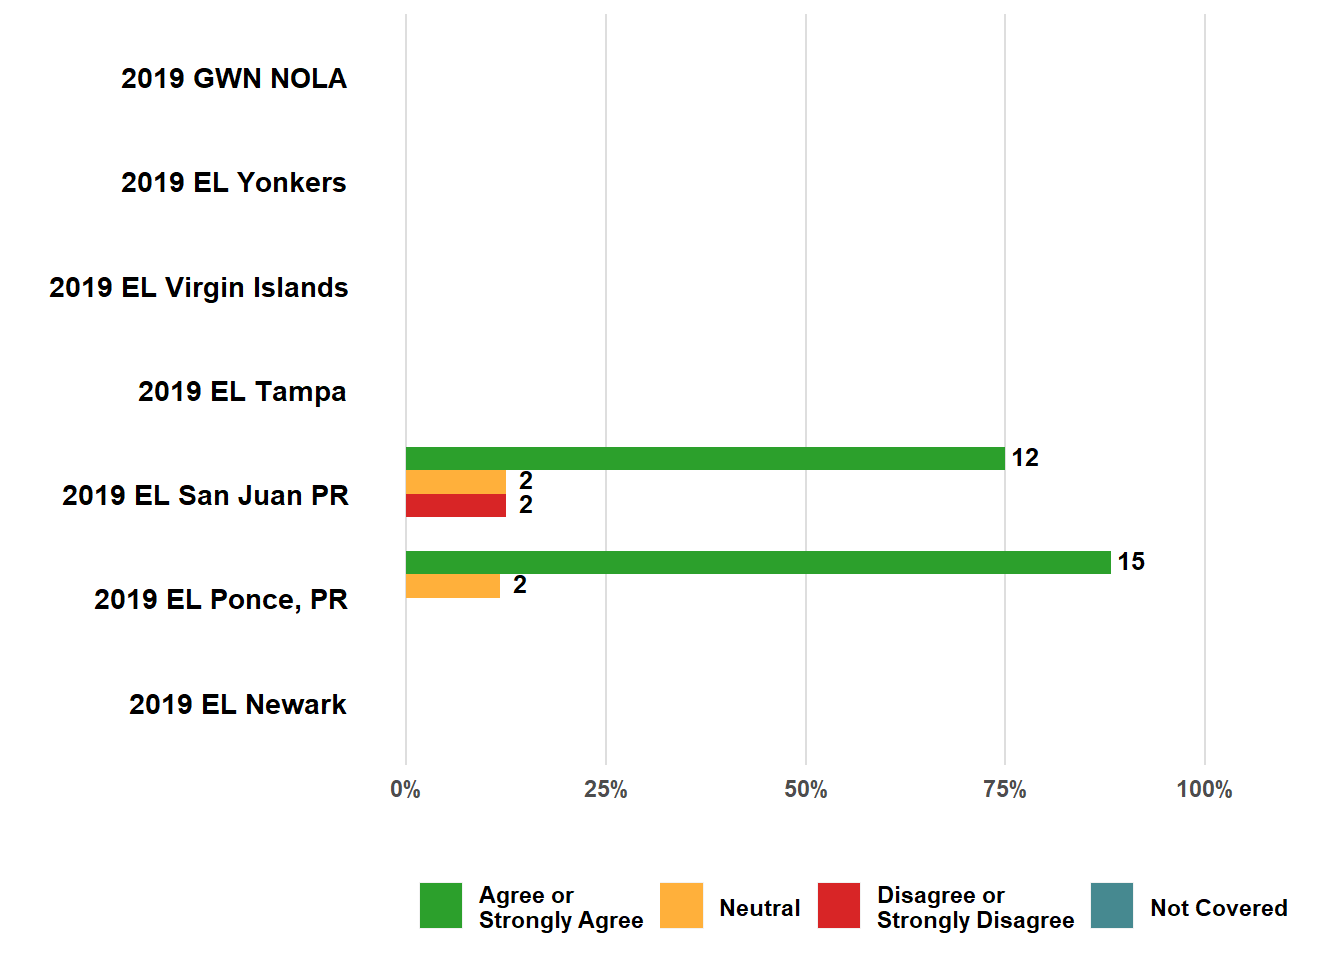 2019 GWN NOLA
2019 EL Yonkers
2019 EL Virgin Islands
2019 EL Tampa
12
2
2019 EL San Juan PR
2
15
2
2019 EL Ponce, PR
2019 EL Newark
0% 25% 50% 75% 100%
Agree or
Strongly Agree
Neutral
Disagree or
Strongly Disagree
Not Covered